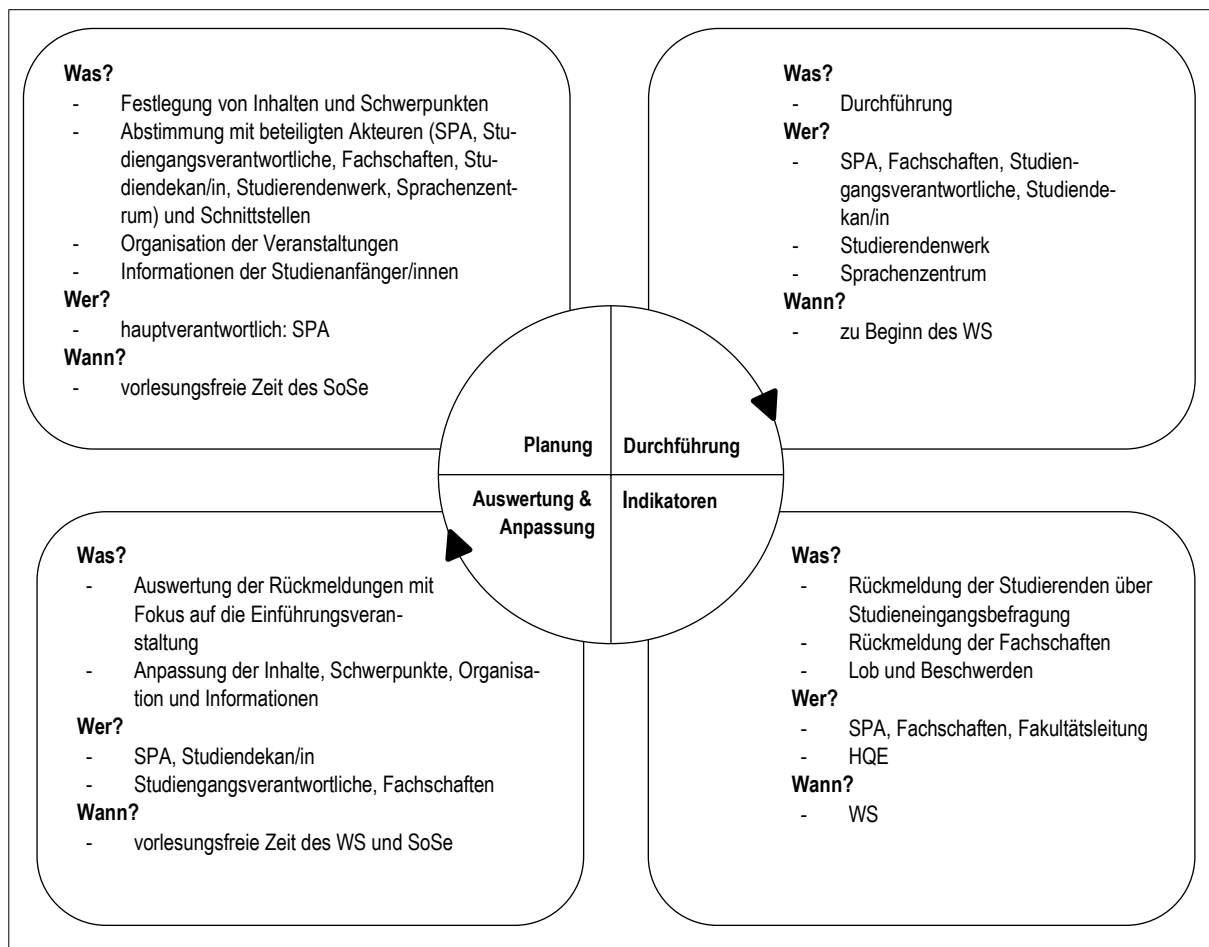 Was?
- Festlegung von Inhalten und Schwerpunkten
- Abstimmung mit beteiligten Akteuren (SPA, Stu-
diengangsverantwortliche, Fachschaften, Stu-
diendekan/in, Studierendenwerk, Sprachenzent-
rum) und Schnittstellen
- Organisation der Veranstaltungen
- Informationen der Studienanfänger/innen
Wer?
- hauptverantwortlich: SPA
Wann?
- vorlesungsfreie Zeit des SoSe
Was?
- Durchführung
Wer?
- SPA, Fachschaften, Studien-
gangsverantwortliche, Studiende-
kan/in
- Studierendenwerk
- Sprachenzentrum
Wann?
- zu Beginn des WS
Planung
Durchführung
Auswertung &
Anpassung
Indikatoren
Was?
- Auswertung der Rückmeldungen mit
Fokus auf die Einführungsveran-
staltung
- Anpassung der Inhalte, Schwerpunkte, Organisa-
tion und Informationen
Wer?
- SPA, Studiendekan/in
- Studiengangsverantwortliche, Fachschaften
Wann?
- vorlesungsfreie Zeit des WS und SoSe
Was?
- Rückmeldung der Studierenden über
Studieneingangsbefragung
- Rückmeldung der Fachschaften
- Lob und Beschwerden
Wer?
- SPA, Fachschaften, Fakultätsleitung
- HQE
Wann?
- WS